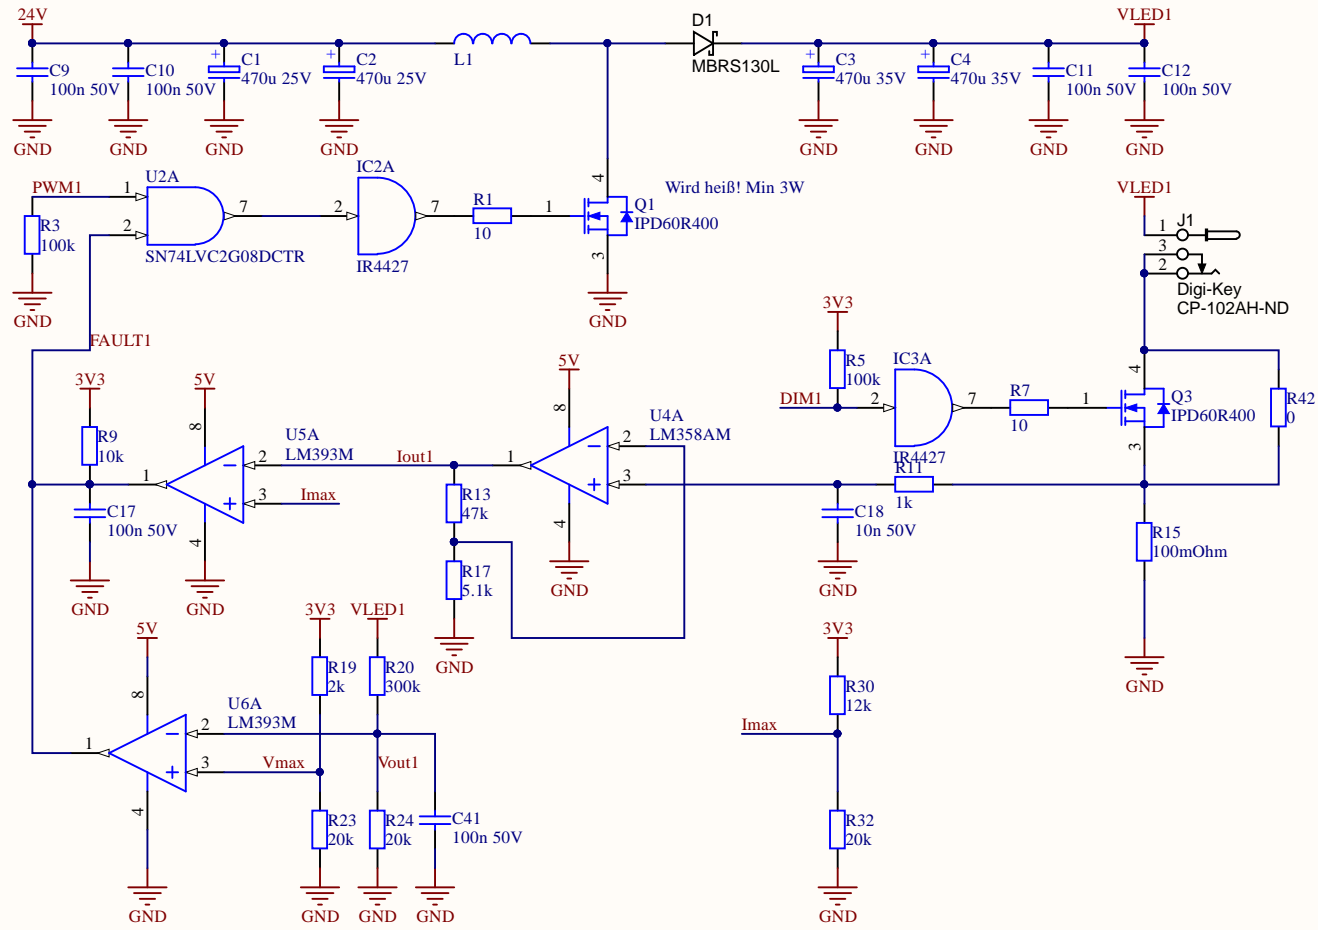 24V
C9
100n 50V
GND
C10
100n 50V
GND
+
C1
470u 25V
GND
+
C2
470u 25V
GND
L1
D1
MBRS130L
+
C3
470u 35V
GND
+
C4
470u 35V
GND
C11
100n 50V
GND
VLED1
C12
100n 50V
GND
PWM1
R3
100k
GND
1
2
U2A
7
SN74LVC2G08DCTR
IC2A
2
7
IR4427
R1
10
1
4
3
Q1
IPD60R400
Wird heiß! Min 3W
GND
VLED1
J1
1
3
2
Digi-Key
CP-102AH-ND
FAULT1
3V3
R9
10k
C17
100n 50V
GND
5V
8
U5A
LM393M
1
2
3
4
GND
Imax
Iout1
R13
47k
R17
5.1k
GND
5V
8
U4A
LM358AM
1
2
3
4
GND
3V3
R5
100k
DIM1
IC3A
2
7
IR4427
R7
10
1
4
3
Q3
IPD60R400
R42
0
R11
1k
C18
10n 50V
GND
R15
100mOhm
GND
5V
8
U6A
LM393M
1
2
3
4
GND
3V3
R19
2k
Vmax
R23
20k
GND
VLED1
R20
300k
Vout1
R24
20k
GND
C41
100n 50V
GND
3V3
R30
12k
Imax
R32
20k
GND